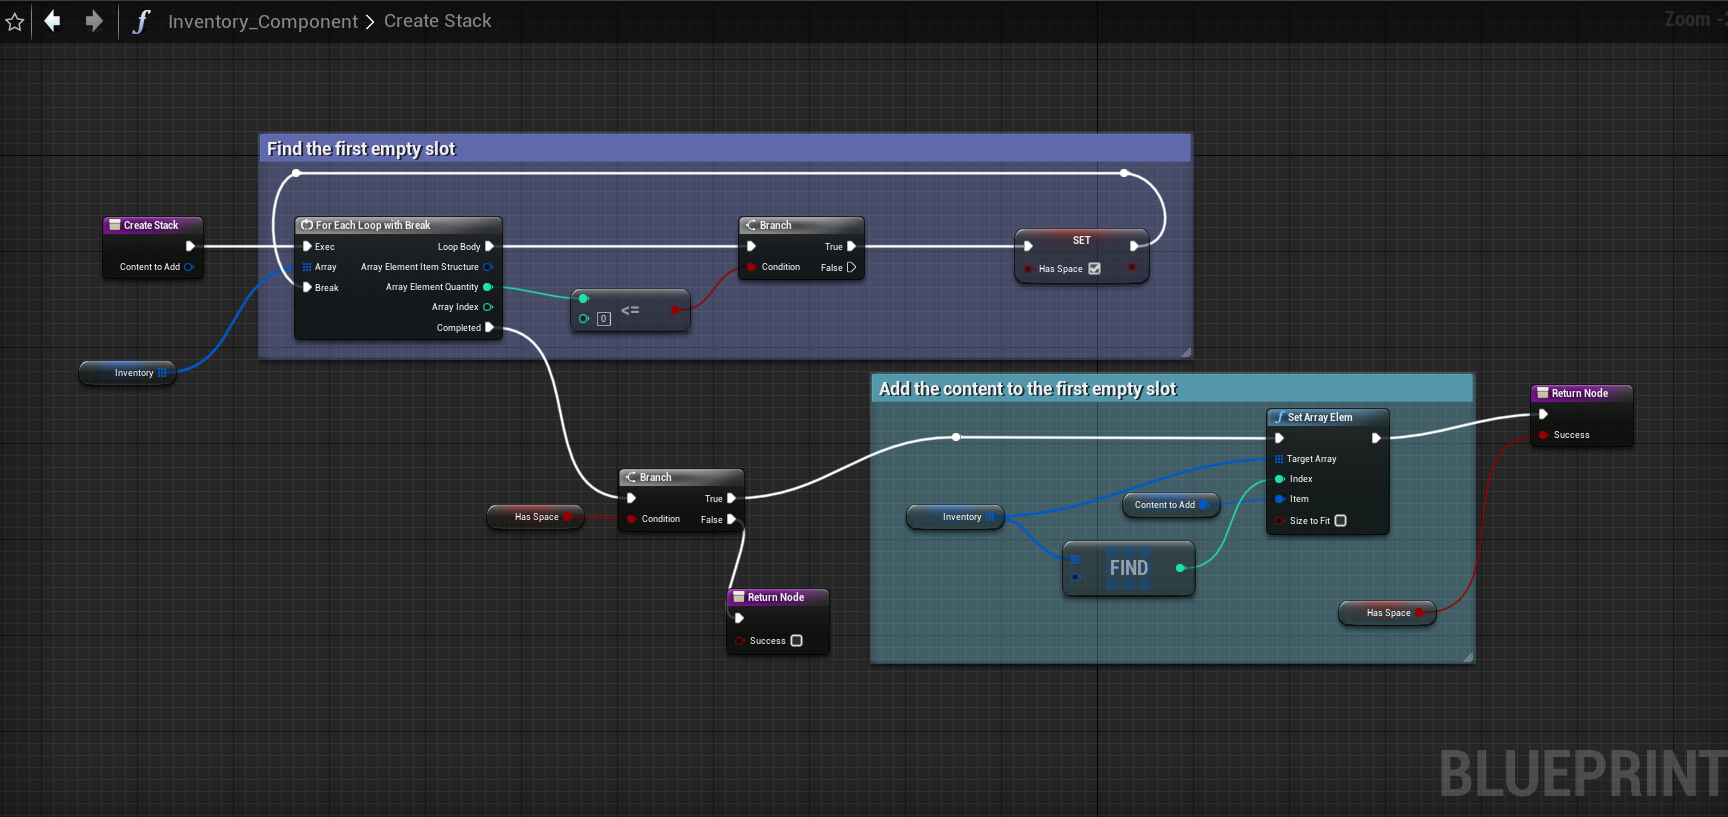 Inventory_Component > Create Stack
Zoom -2
Find the first empty slot
Create Stack
Content to Add
For Each Loop with Break
Exec
Loop Body
Array
Array Element Item Structure
Break
Array Element Quantity
Array Index
Completed
0
<=
Branch
True
Condition
False
SET
Has Space
Inventory
Add the content to the first empty slot
Set Array Elem
Target Array
Index
Item
Size to Fit
Return Node
Success
Branch
True
Condition
False
Has Space
Inventory
Content to Add
FIND
Return Node
Success
Has Space
BLUEPRINT